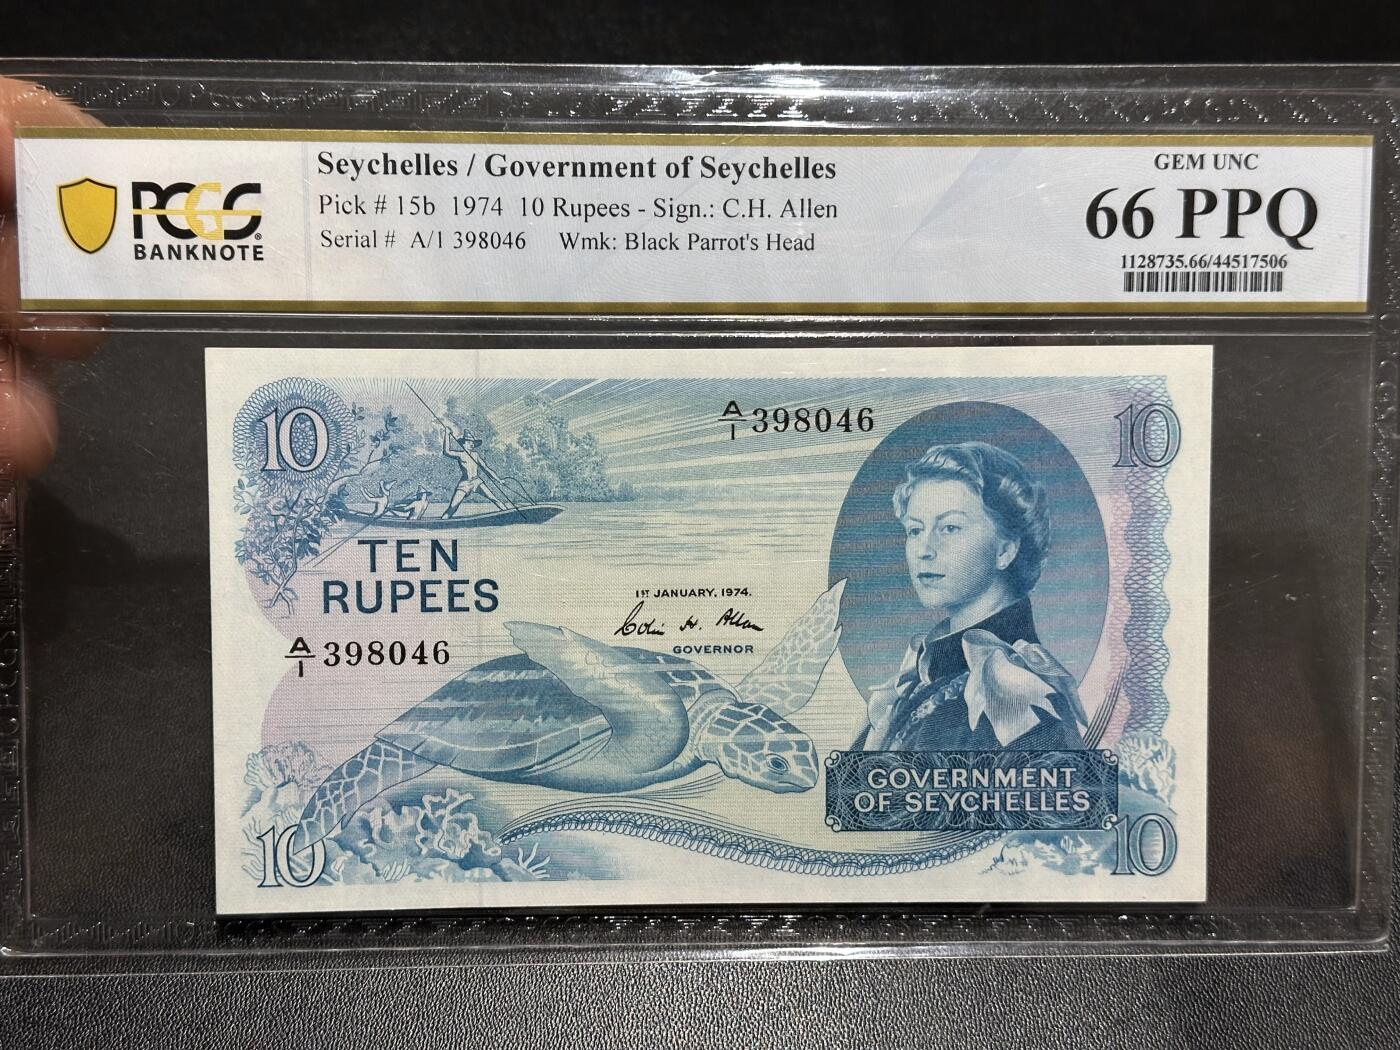 Seychelles / Government of Seychelles
Pick # 15b 1974 10 Rupees - Sign.: C.H. Allen
Serial # A/1 398046 Wmk: Black Parrot's Head
PCGS
BANKNOTE
GEM UNC
66 PPQ
1128735.66/44517506
10
A/1 398046
10
TEN
RUPEES
1ST JANUARY, 1974.
Colin H. Allan
GOVERNOR
A/1 398046
GOVERNMENT
OF SEYCHELLES
10
10